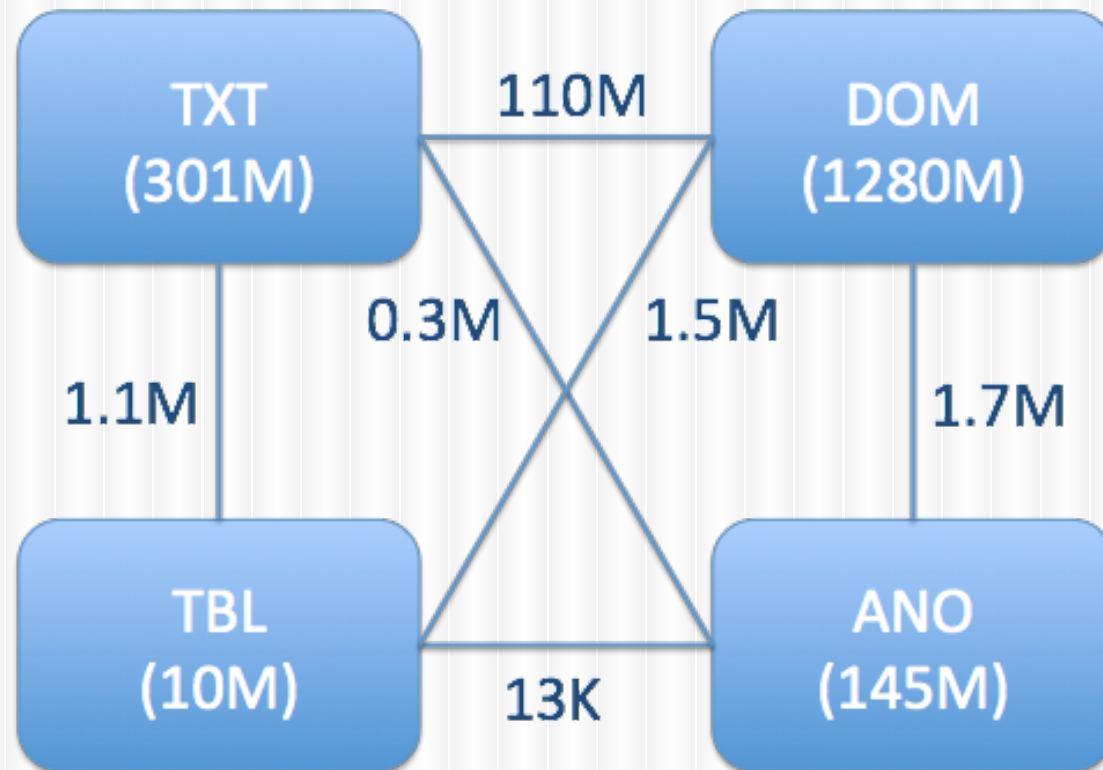 TXT
(301M)
110M
DOM
(1280M)
0.3M
1.5M
1.1M
1.7M
TBL
(10M)
13K
ANO
(145M)